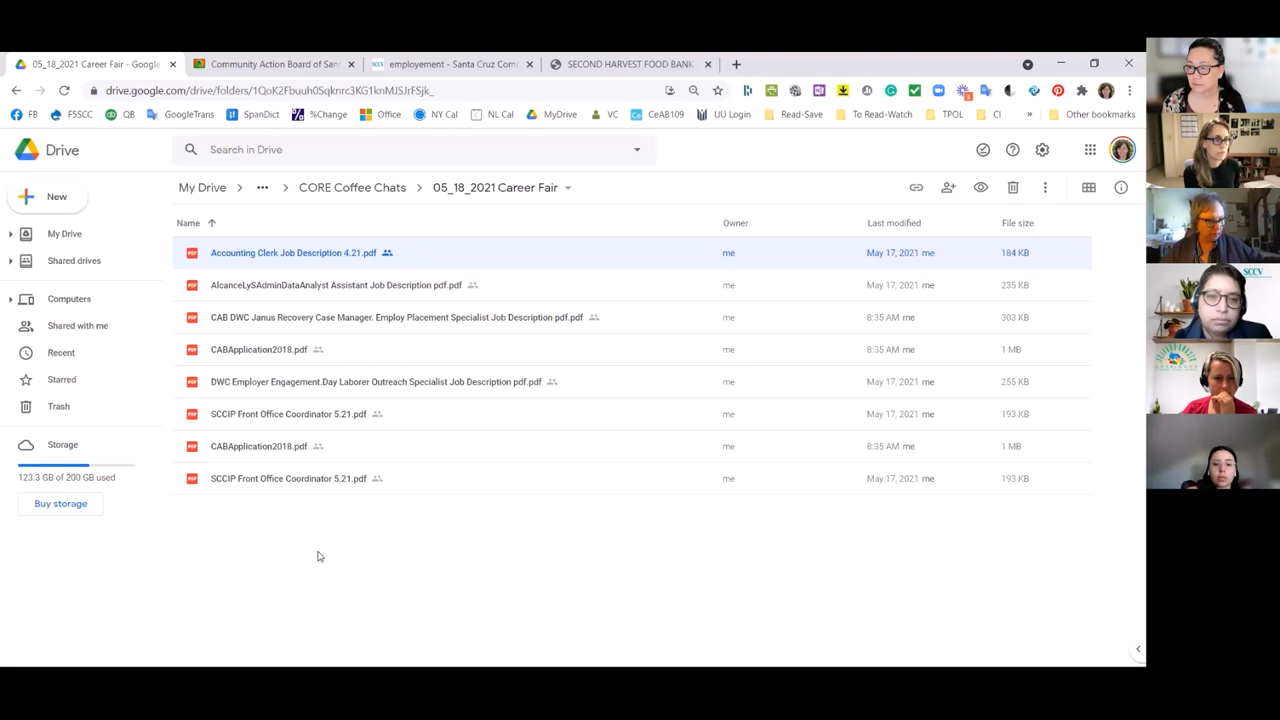 05_18_2021 Career Fair - Google
Community Action Board of San
employement - Santa Cruz Com
SECOND HARVEST FOOD BANK
drive.google.com/drive/folders/1QoK2Fbuuh0Sqknrc3KG1knMJSJrFSjk_
FB F5SCC QB GoogleTrans SpanDict %Change Office NY Cal NL Cal MyDrive VC CeAB109 UU Login Read-Save To Read-Watch TPOL CI » Other bookmarks
Drive
Search in Drive
New
My Drive ••• CORE Coffee Chats 05_18_2021 Career Fair
Name Owner Last modified File size
My Drive
Shared drives
Computers
Shared with me
Recent
Starred
Trash
Storage
123.3 GB of 200 GB used
Buy storage
Accounting Clerk Job Description 4.21.pdf me May 17, 2021 me 184 KB
AlcanceLySAdminDataAnalyst Assistant Job Description pdf.pdf me May 17, 2021 me 235 KB
CAB DWC Janus Recovery Case Manager. Employ Placement Specialist Job Description pdf.pdf me 8:35 AM me 303 KB
CABApplication2018.pdf me 8:35 AM me 1 MB
DWC Employer Engagement.Day Laborer Outreach Specialist Job Description pdf.pdf me May 17, 2021 me 255 KB
SCCIP Front Office Coordinator 5.21.pdf me May 17, 2021 me 193 KB
CABApplication2018.pdf me 8:35 AM me 1 MB
SCCIP Front Office Coordinator 5.21.pdf me May 17, 2021 me 193 KB
SCCV